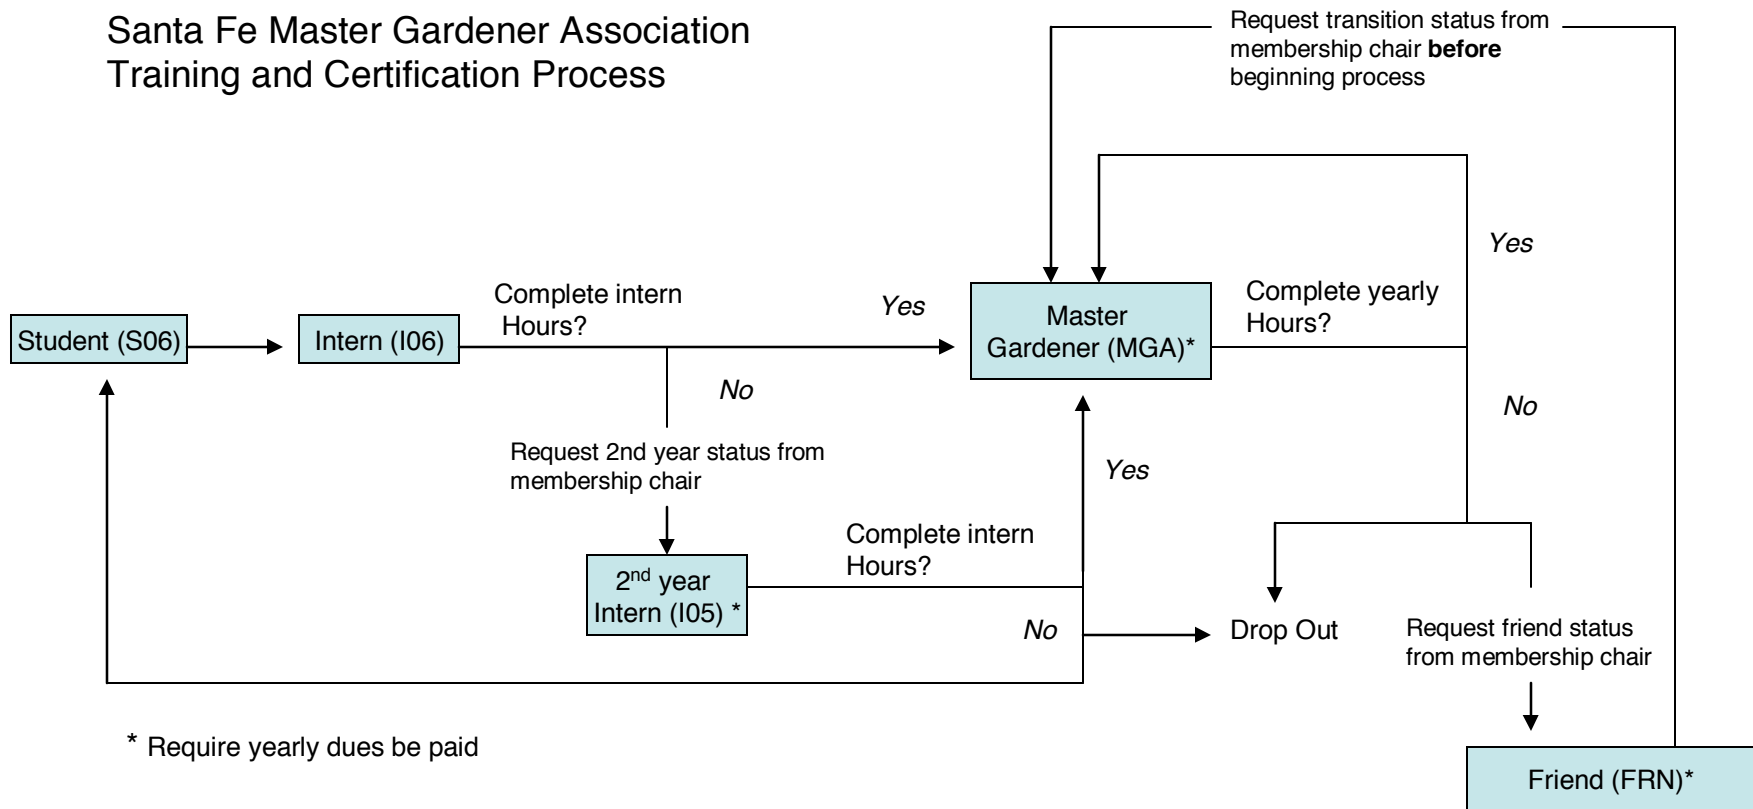 Santa Fe Master Gardener Association
Training and Certification Process
Request transition status from
membership chair before
beginning process
Yes
Complete intern
Hours?
Yes
Complete yearly
Hours?
Student (S06)
Intern (I06)
Master
Gardener (MGA)*
No
No
Request 2nd year status from
membership chair
Yes
Complete intern
Hours?
2nd year
Intern (I05) *
No
Drop Out
Request friend status
from membership chair
* Require yearly dues be paid
Friend (FRN)*